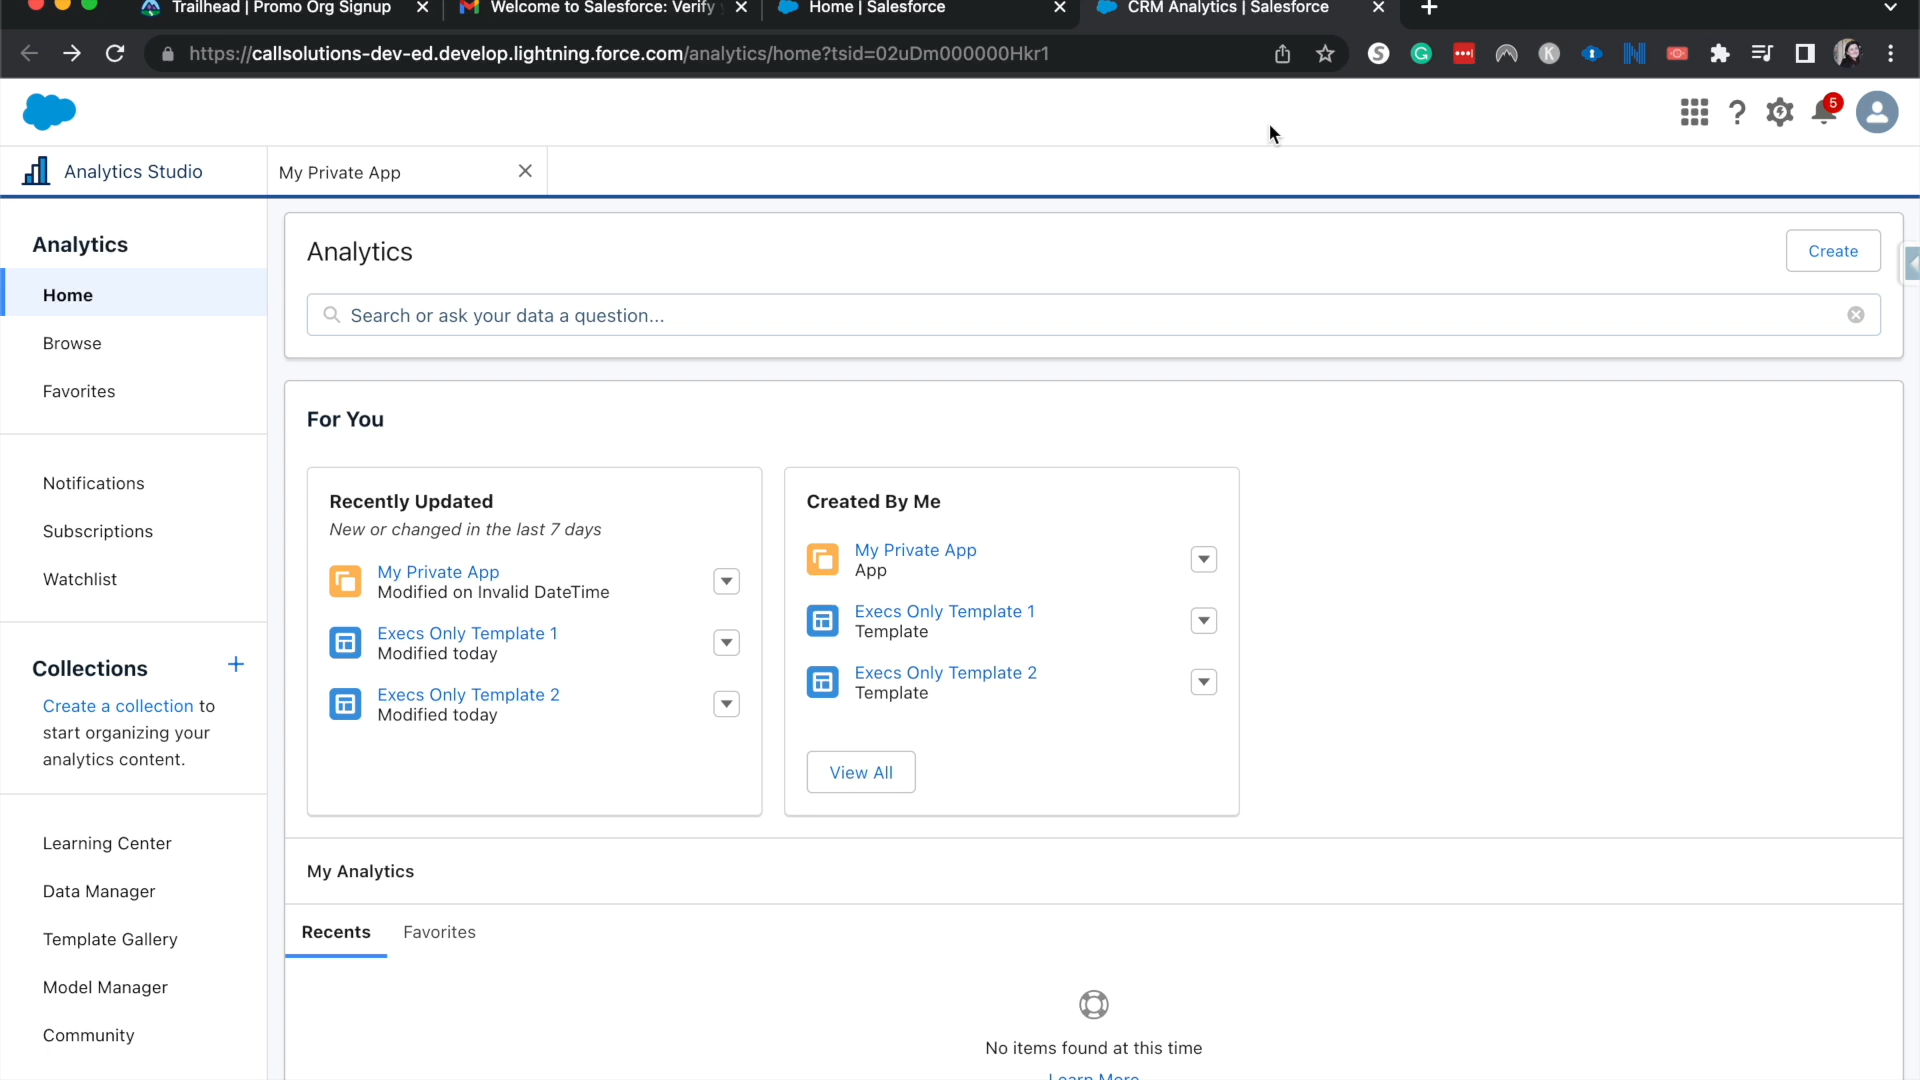 Trailhead | Promo Org Signup
Welcome to Salesforce: Verify
Home | Salesforce
CRM Analytics | Salesforce
https://callsolutions-dev-ed.develop.lightning.force.com/analytics/home?tsid=02uDm000000Hkr1
5
Analytics Studio
My Private App
Analytics
Home
Browse
Favorites
Notifications
Subscriptions
Watchlist
Collections
Create a collection to
start organizing your
analytics content.
Learning Center
Data Manager
Template Gallery
Model Manager
Community
Analytics
Create
Search or ask your data a question...
For You
Recently Updated
New or changed in the last 7 days
My Private App
Modified on Invalid DateTime
Execs Only Template 1
Modified today
Execs Only Template 2
Modified today
Created By Me
My Private App
App
Execs Only Template 1
Template
Execs Only Template 2
Template
View All
My Analytics
Recents
Favorites
No items found at this time
Learn More